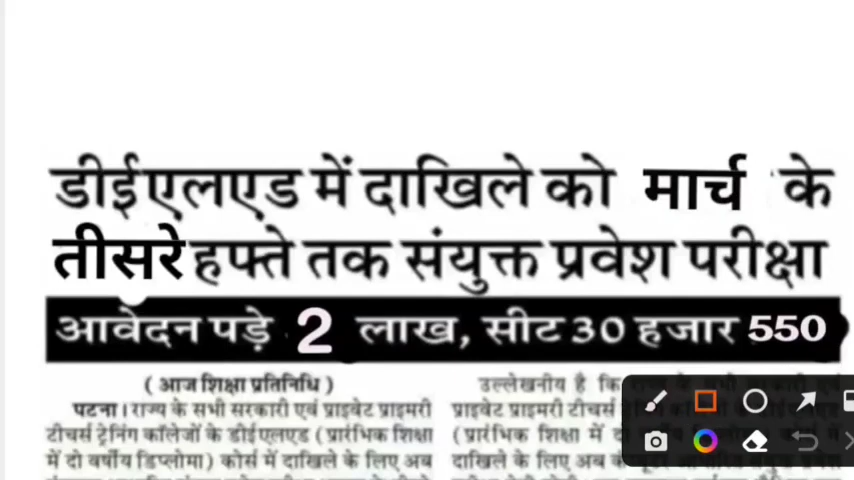 डीईएलएड में दाखिले को मार्च के
तीसरे हफ्ते तक संयुक्त प्रवेश परीक्षा
आवेदन पड़े 2 लाख, सीट 30 हजार 550
( आज शिक्षा प्रतिनिधि )
पटना। राज्य के सभी सरकारी एवं प्राइवेट प्राइमरी
टीचर्स ट्रेनिंग कॉलेजों के डीईएलएड ( प्रारंभिक शिक्षा
में दो वर्षीय डिप्लोमा ) कोर्स में दाखिले के लिए अब
उल्लेखनीय है कि
प्राइवेट प्राइमरी टीचर्स
(प्रारंभिक शिक्षा में
दाखिले के लिए अब